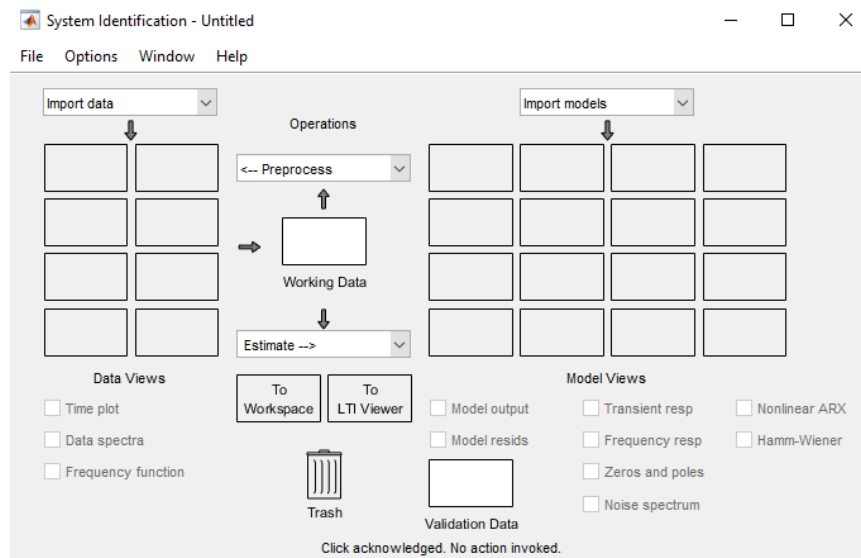 System Identification - Untitled
File Options Window Help
Import data
Import models
Operations
<-- Preprocess
Working Data
Estimate -->
Data Views
Model Views
To
Workspace
To
LTI Viewer
Time plot
Data spectra
Frequency function
Model output
Model resids
Transient resp
Frequency resp
Zeros and poles
Noise spectrum
Nonlinear ARX
Hamm-Wiener
Trash
Validation Data
Click acknowledged. No action invoked.